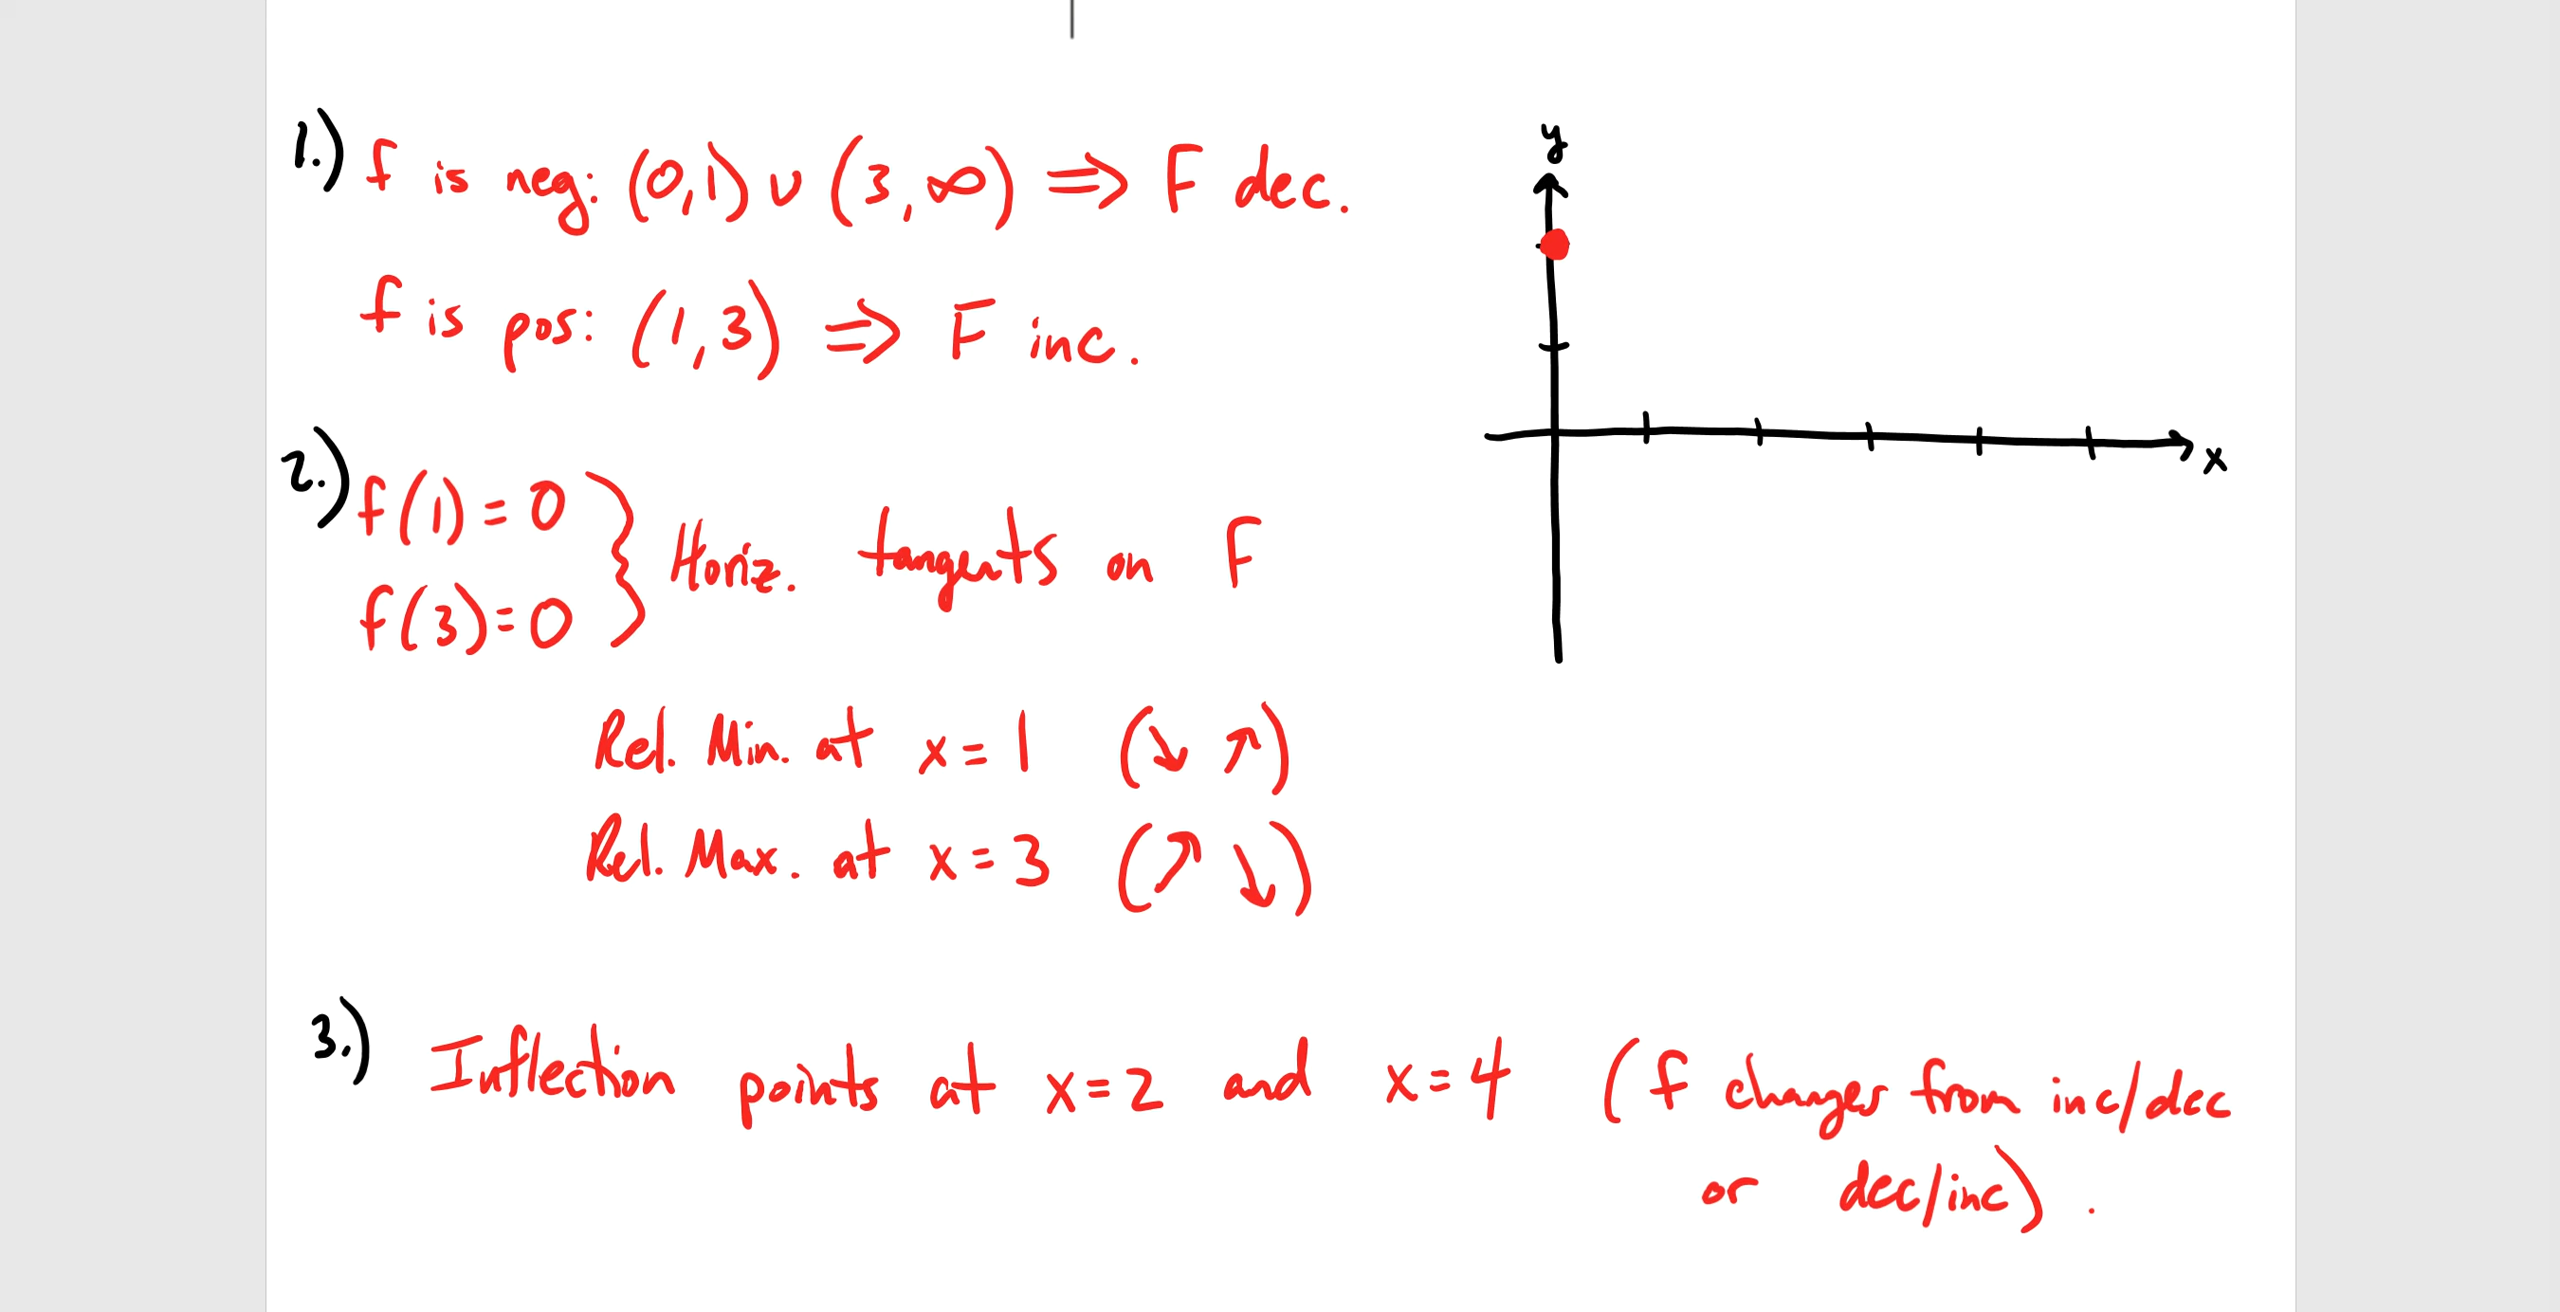 1.) f is neg: (0,1) ∪ (3,∞) ⇒ F dec.
f is pos: (1,3) ⇒ F inc.
2.) f(1)=0
f(3)=0 } Horiz. tangents on F
Rel. Min. at x=1 (↘ ↗)
Rel. Max. at x=3 (↗ ↘)
3.) Inflection points at x=2 and x=4 (f changes from inc/dec
or dec/inc).
y
x